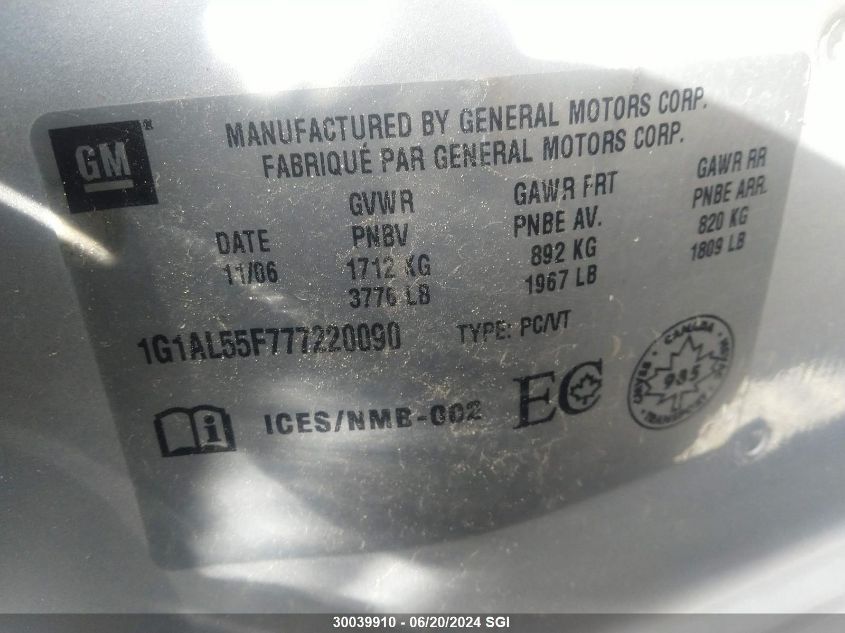 GM
MANUFACTURED BY GENERAL MOTORS CORP.
FABRIQUÉ PAR GENERAL MOTORS CORP.
DATE
11/06
GVWR
PNBV
1712 KG
3776 LB
GAWR FRT
PNBE AV.
892 KG
1967 LB
GAWR RR
PNBE ARR.
820 KG
1809 LB
1G1AL55F777220090 TYPE: PC/VT
ICES/NMB-002
EC
CANADA
TRANSPORT
30039910 - 06/20/2024 SGI